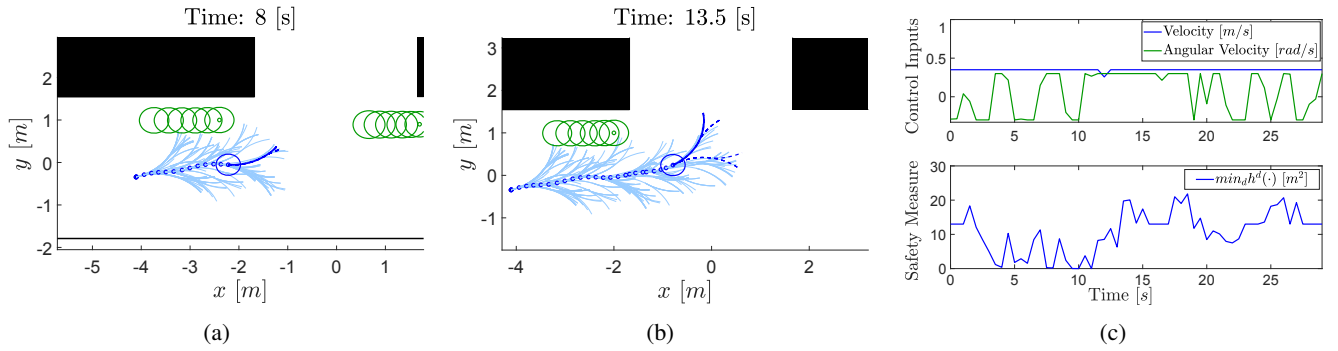 Time: 8 [s]
2
1
0
-1
-2
y [m]
-5
-4
-3
-2
-1
0
1
x [m]
(a)
Time: 13.5 [s]
3
2
1
0
-1
y [m]
-4
-2
0
2
x [m]
(b)
Control Inputs
1
0.5
0
Velocity [m/s]
Angular Velocity [rad/s]
0
5
10
15
20
25
Safety Measure
30
20
10
0
min_d h^d(·) [m²]
0
5
10
15
20
25
Time [s]
(c)